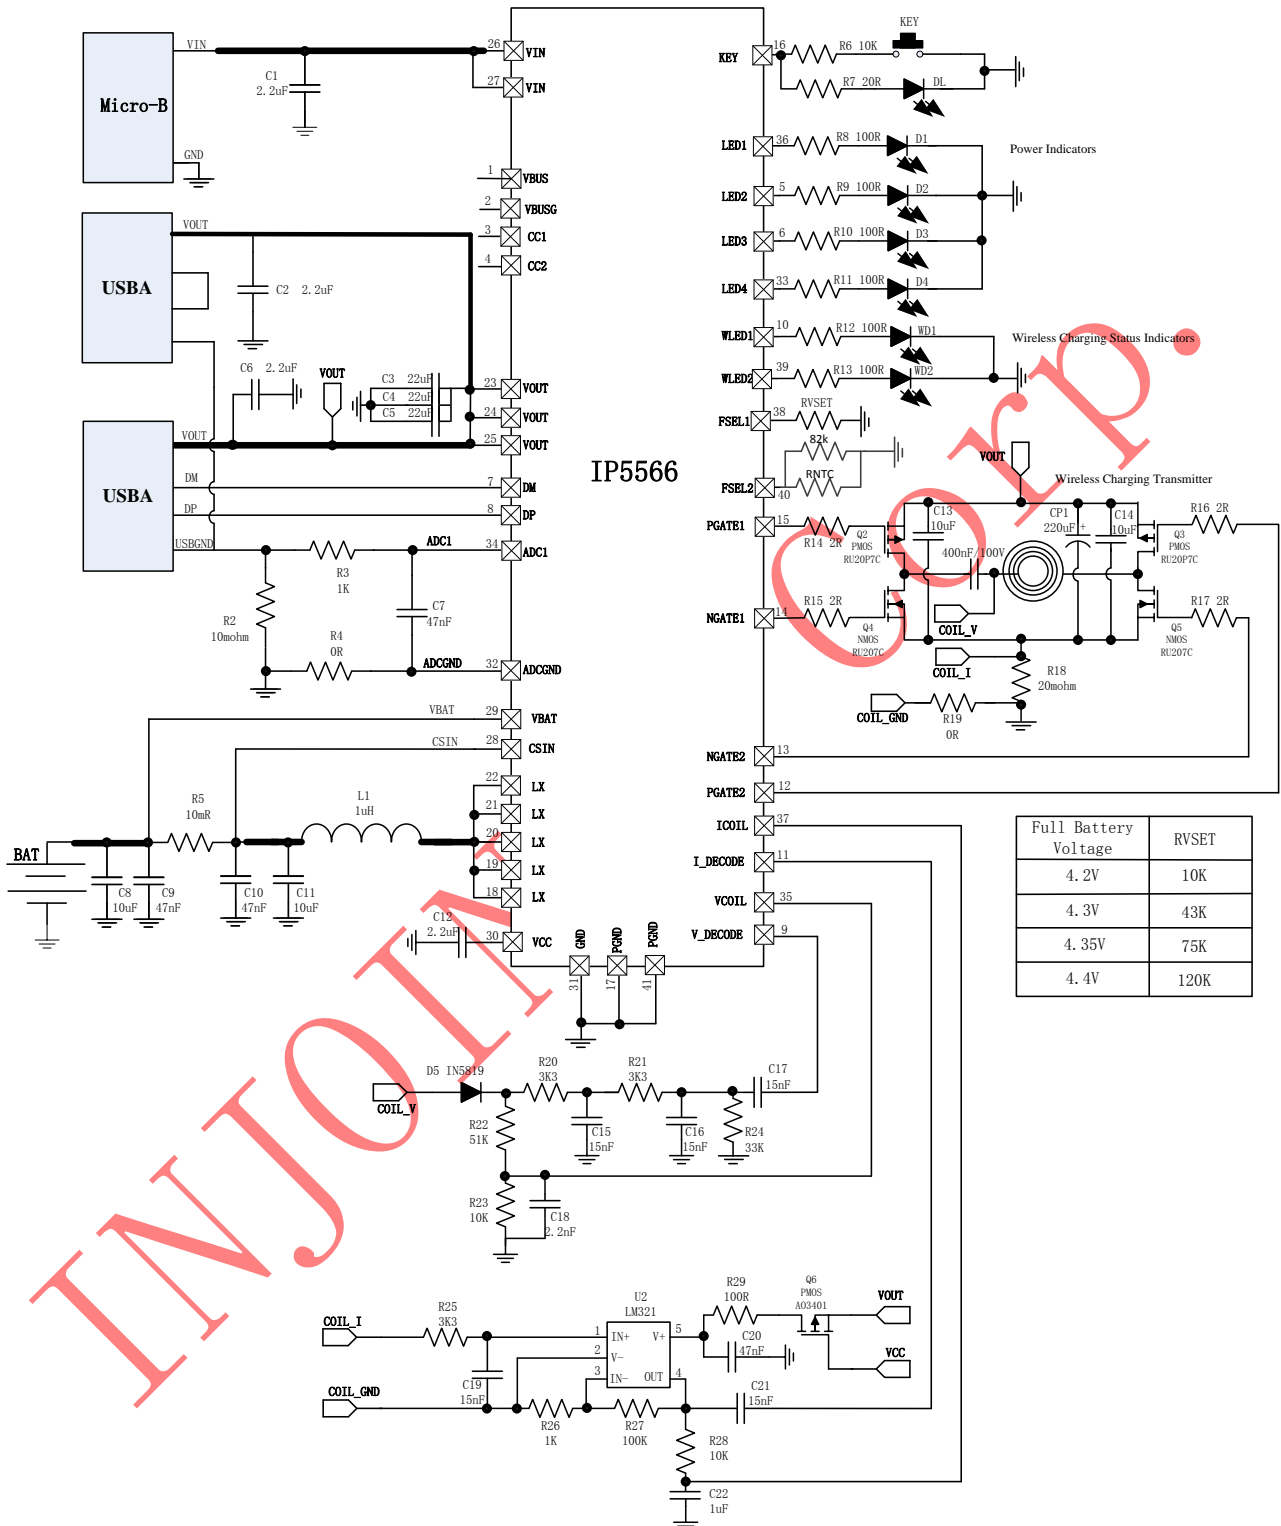 Micro-B
VIN
GND
C1
2.2uF
26
VIN
27
VIN
1
VBUS
2
VBUSG
3
CC1
4
CC2
USBA
VOUT
C2 2.2uF
C6 2.2uF
VOUT
C3 22uF
C4 22uF
C5 22uF
23
VOUT
24
VOUT
25
VOUT
USBA
VOUT
DM
7
DM
DP
8
DP
USBGND
ADC1
34
ADC1
R3
1K
R2
10mohm
C7
47nF
R4
0R
ADCGND
32
ADCGND
VBAT
29
VBAT
CSIN
28
CSIN
22
LX
21
LX
20
LX
19
LX
18
LX
R5
10mR
L1
1uH
BAT
C8
10uF
C9
47nF
C10
47nF
C11
10uF
C12
2.2uF
30
VCC
GND
31
PGND
17
PGND
41
IP5566
KEY
16
R6 10K
KEY
R7 20R
DL
LED1
36
R8 100R
D1
Power Indicators
LED2
5
R9 100R
D2
LED3
6
R10 100R
D3
LED4
33
R11 100R
D4
WLED1
10
R12 100R
WD1
Wireless Charging Status Indicators
WLED2
39
R13 100R
WD2
FSEL1
38
RVSET
82k
FSEL2
40
RNTC
VOUT
Wireless Charging Transmitter
PGATE1
15
R14 2R
Q2
PMOS
RU20P7C
C13
10uF
400nF/100V
CP1
220uF
+
C14
10uF
Q3
PMOS
RU20P7C
R16 2R
NGATE1
14
R15 2R
Q4
NMOS
RU207C
COIL_V
Q5
NMOS
RU207C
R17 2R
COIL_I
R18
20mohm
COIL_GND
R19
0R
NGATE2
13
PGATE2
12
ICOIL
37
I_DECODE
11
VCOIL
35
V_DECODE
9
Full Battery Voltage RVSET
4.2V 10K
4.3V 43K
4.35V 75K
4.4V 120K
D5 IN5819
COIL_V
R20
3K3
R21
3K3
C17
15nF
R22
51K
C15
15nF
C16
15nF
R24
33K
R23
10K
C18
2.2nF
COIL_I
R25
3K3
U2
LM321
1
IN+
V+
5
2
V-
3
IN-
OUT
4
R29
100R
Q6
PMOS
AO3401
VOUT
VCC
C20
47nF
C19
15nF
COIL_GND
R26
1K
R27
100K
C21
15nF
R28
10K
C22
1uF
INJOINIC Corp.